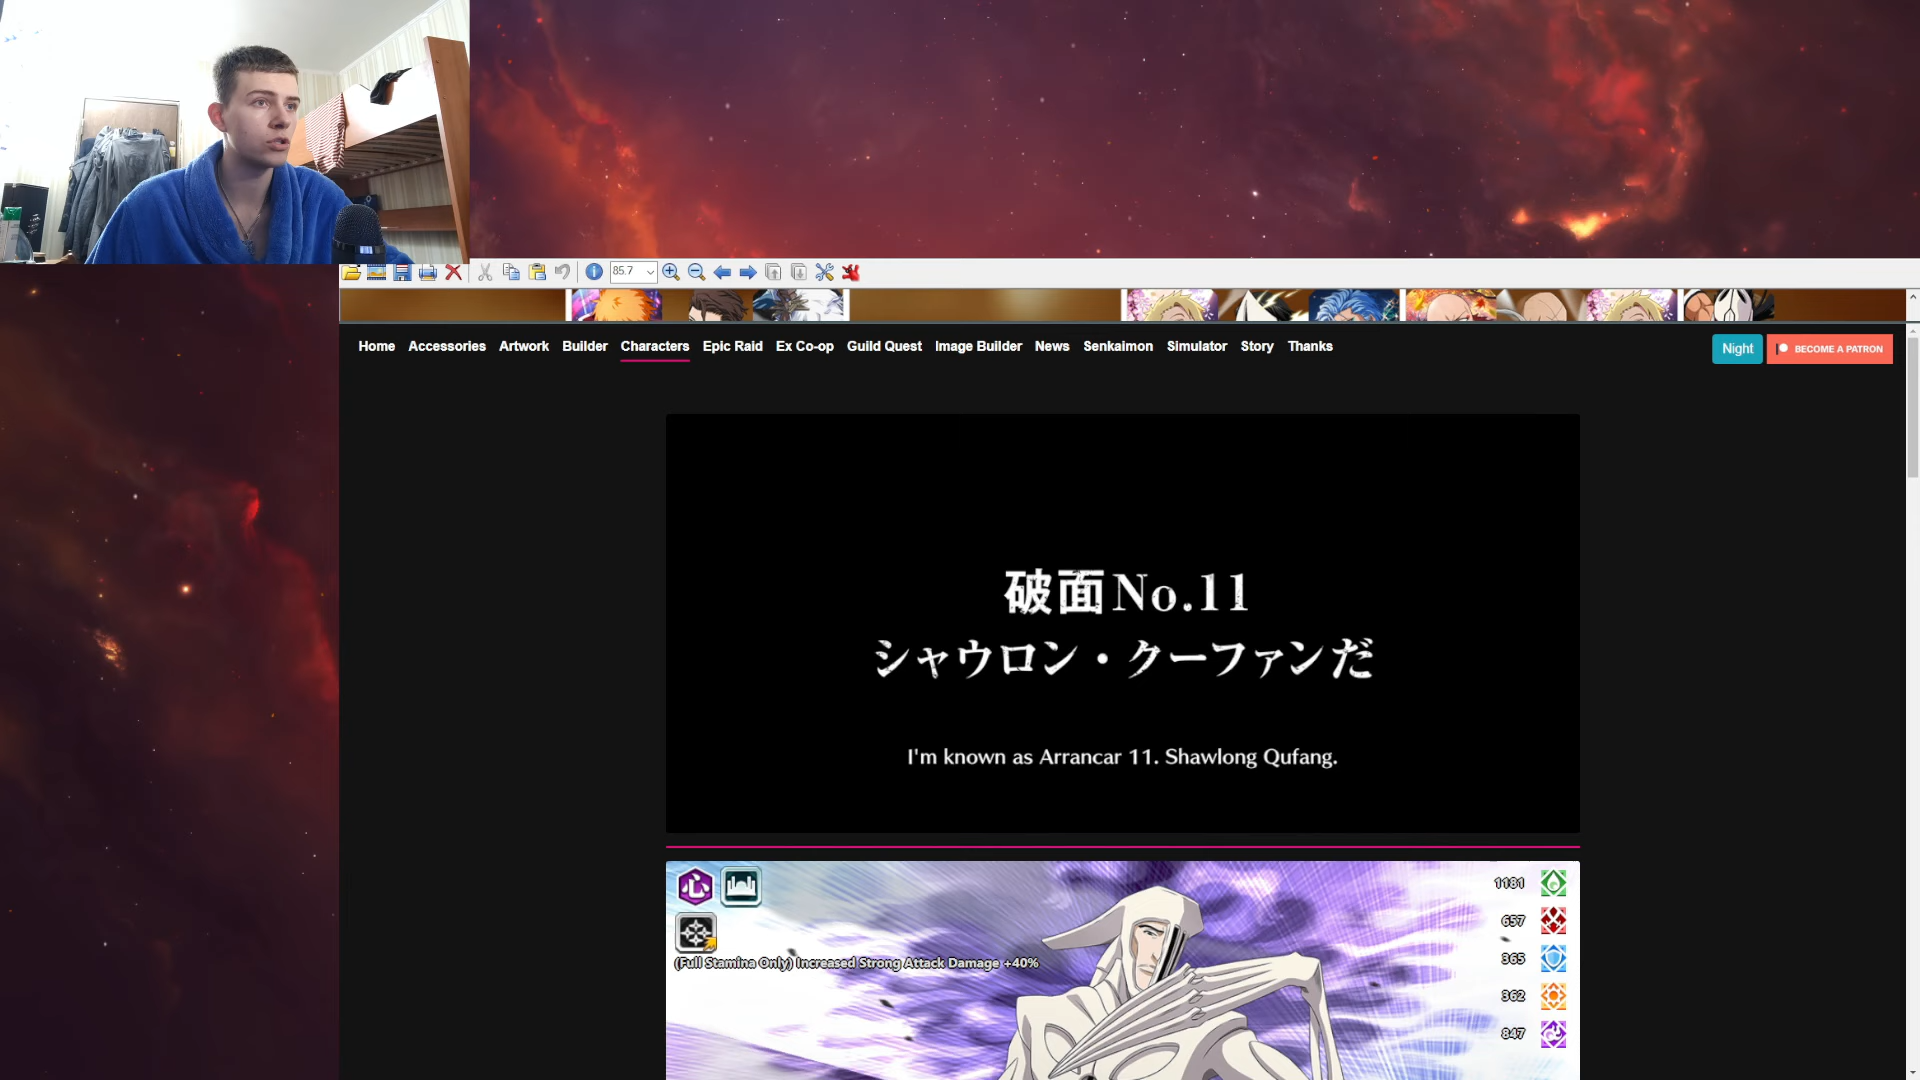 85.7
Home Accessories Artwork Builder Characters Epic Raid Ex Co-op Guild Quest Image Builder News Senkaimon Simulator Story Thanks
Night BECOME A PATRON
破面No.11
シャウロン・クーファンだ
I'm known as Arrancar 11. Shawlong Qufang.
心
1181
657
(Full Stamina Only) Increased Strong Attack Damage +40%
365
362
847